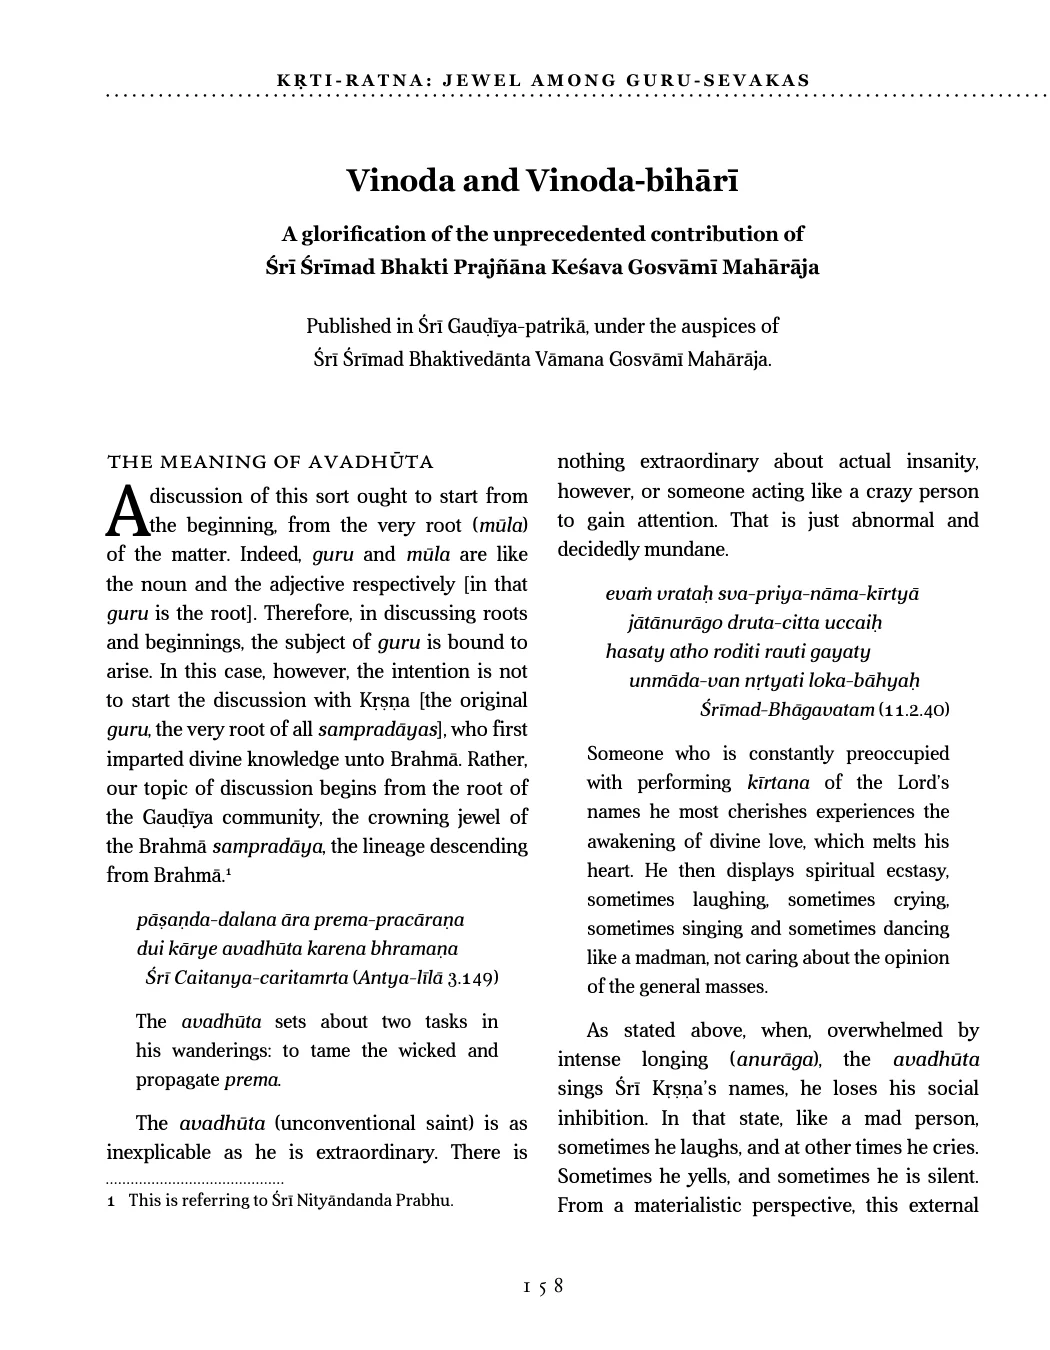 KṚTI-RATNA: JEWEL AMONG GURU-SEVAKAS
Vinoda and Vinoda-bihārī
A glorification of the unprecedented contribution of
Śrī Śrīmad Bhakti Prajñāna Keśava Gosvāmī Mahārāja
Published in Śrī Gauḍīya-patrikā, under the auspices of
Śrī Śrīmad Bhaktivedānta Vāmana Gosvāmī Mahārāja.
THE MEANING OF AVADHŪTA
A discussion of this sort ought to start from
the beginning, from the very root (mūla)
of the matter. Indeed, guru and mūla are like
the noun and the adjective respectively [in that
guru is the root]. Therefore, in discussing roots
and beginnings, the subject of guru is bound to
arise. In this case, however, the intention is not
to start the discussion with Kṛṣṇa [the original
guru, the very root of all sampradāyas], who first
imparted divine knowledge unto Brahmā. Rather,
our topic of discussion begins from the root of
the Gauḍīya community, the crowning jewel of
the Brahmā sampradāya, the lineage descending
from Brahmā.¹
pāṣaṇda-dalana āra prema-pracāraṇa
dui kārye avadhūta karena bhramaṇa
Śrī Caitanya-caritamrta (Antya-līlā 3.149)
The avadhūta sets about two tasks in
his wanderings: to tame the wicked and
propagate prema.
The avadhūta (unconventional saint) is as
inexplicable as he is extraordinary. There is
1 This is referring to Śrī Nityāndanda Prabhu.
nothing extraordinary about actual insanity,
however, or someone acting like a crazy person
to gain attention. That is just abnormal and
decidedly mundane.
evaṁ vrataḥ sva-priya-nāma-kīrtyā
jātānurāgo druta-citta uccaiḥ
hasaty atho roditi rauti gayaty
unmāda-van nṛtyati loka-bāhyaḥ
Śrīmad-Bhāgavatam (11.2.40)
Someone who is constantly preoccupied
with performing kīrtana of the Lord's
names he most cherishes experiences the
awakening of divine love, which melts his
heart. He then displays spiritual ecstasy,
sometimes laughing, sometimes crying,
sometimes singing and sometimes dancing
like a madman, not caring about the opinion
of the general masses.
As stated above, when, overwhelmed by
intense longing (anurāga), the avadhūta
sings Śrī Kṛṣṇa's names, he loses his social
inhibition. In that state, like a mad person,
sometimes he laughs, and at other times he cries.
Sometimes he yells, and sometimes he is silent.
From a materialistic perspective, this external
158